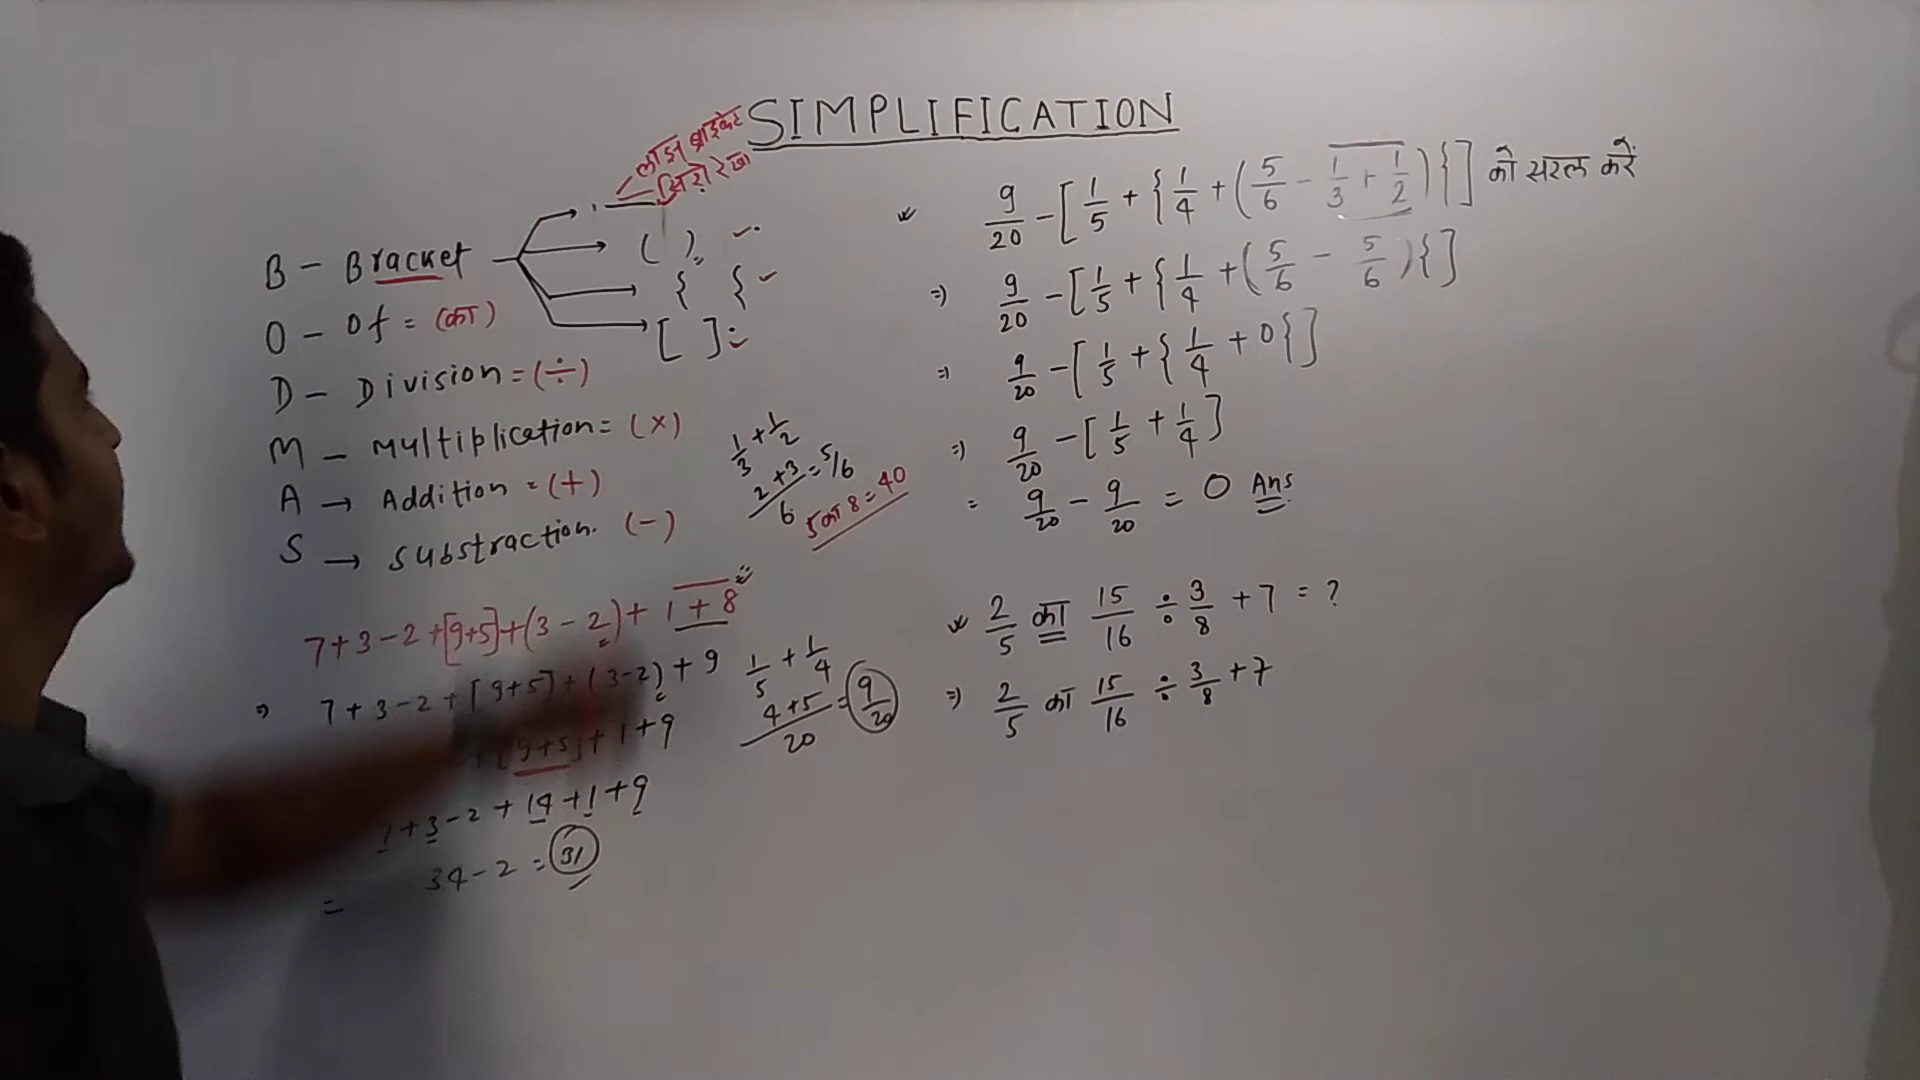 SIMPLIFICATION
लाइन ब्राइकेट
सिरो रेखा
B - Bracket
( )
{ {
[ ]
O - Of = (का)
D - Division = (÷)
M - Multiplication = (×)
A → Addition = (+)
S → Substraction. (-)
1/3 + 1/2
2+3/6 = 5/6
5 का 8 = 40
7+3-2+[9+5]+(3-2)+1+8
⇒ 7+3-2+[9+5]+(3-2)+9
[9+5]+1+9
1+3-2+14+1+9
= 34-2 = 31
1/5 + 1/4
4+5/20 = 9/20
9/20 - [1/5 + {1/4 + (5/6 - 1/3 + 1/2){] को सरल करें
⇒ 9/20 - [1/5 + {1/4 + (5/6 - 5/6){]
⇒ 9/20 - [1/5 + {1/4 + 0{]
⇒ 9/20 - [1/5 + 1/4]
= 9/20 - 9/20 = 0 Ans.
2/5 का 15/16 ÷ 3/8 + 7 = ?
⇒ 2/5 का 15/16 ÷ 3/8 + 7